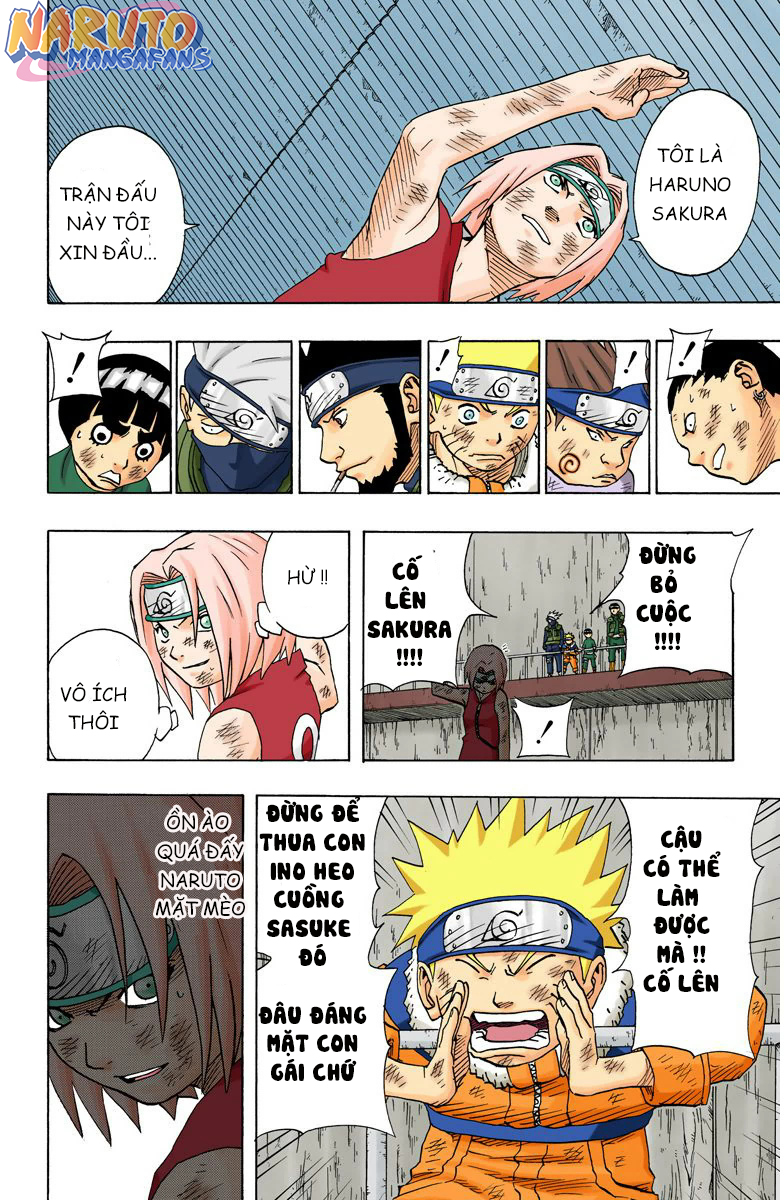 NARUTO
MANGAFANS
TÔI LÀ
HARUNO
SAKURA
TRẬN ĐẤU
NÀY TÔI
XIN ĐẦU...
!
!
!
!
HỪ !!
VÔ ÍCH
THÔI
CỐ
LÊN
SAKURA
!!!!
ĐỪNG
BỎ
CUỘC
!!!!
!
ỒN ÀO
QUÁ ĐẤY
NARUTO
MẶT MÈO
ĐỪNG ĐỂ
THUA CON
INO HEO
CUỒNG
SASUKE
ĐÓ
ĐÂU ĐÁNG
MẶT CON
GÁI CHỨ
CẬU
CÓ THỂ
LÀM
ĐƯỢC
MÀ !!
CỐ LÊN